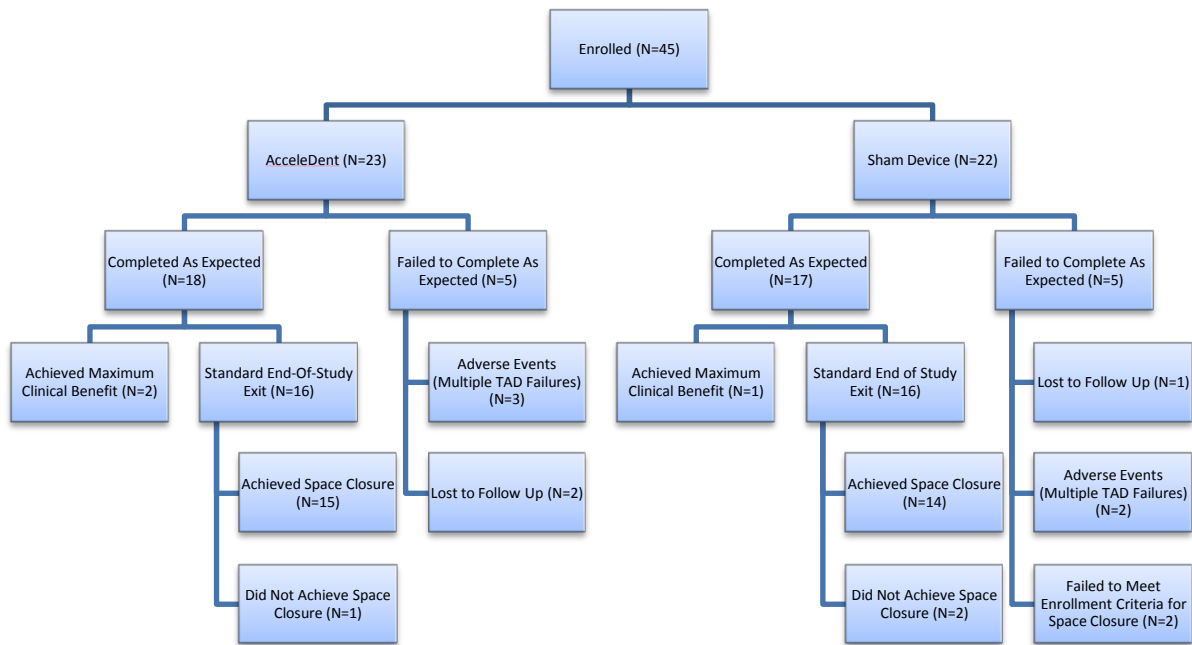 Enrolled (N=45)
AcceleDent (N=23)
Sham Device (N=22)
Completed As Expected
(N=18)
Failed to Complete As
Expected (N=5)
Completed As Expected
(N=17)
Failed to Complete As
Expected (N=5)
Achieved Maximum
Clinical Benefit (N=2)
Standard End-Of-Study
Exit (N=16)
Adverse Events
(Multiple TAD Failures)
(N=3)
Achieved Maximum
Clinical Benefit (N=1)
Standard End of Study
Exit (N=16)
Lost to Follow Up (N=1)
Achieved Space Closure
(N=15)
Lost to Follow Up (N=2)
Achieved Space Closure
(N=14)
Adverse Events
(Multiple TAD Failures)
(N=2)
Did Not Achieve Space
Closure (N=1)
Did Not Achieve Space
Closure (N=2)
Failed to Meet
Enrollment Criteria for
Space Closure (N=2)